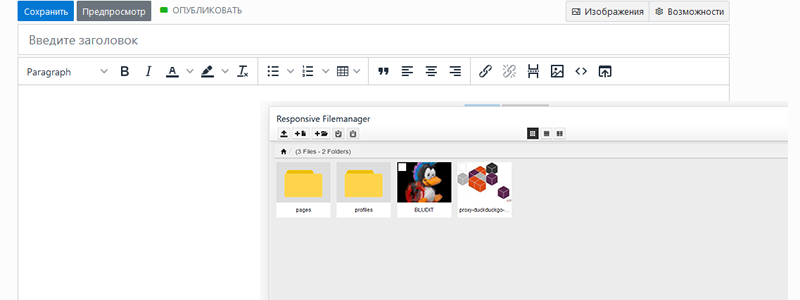 Сохранить Предпросмотр ОПУБЛИКОВАТЬ Изображения Возможности
Введите заголовок
Paragraph
Responsive Filemanager
(3 Files - 2 Folders)
pages profiles BLUDIT proxy-duckduckgo-...